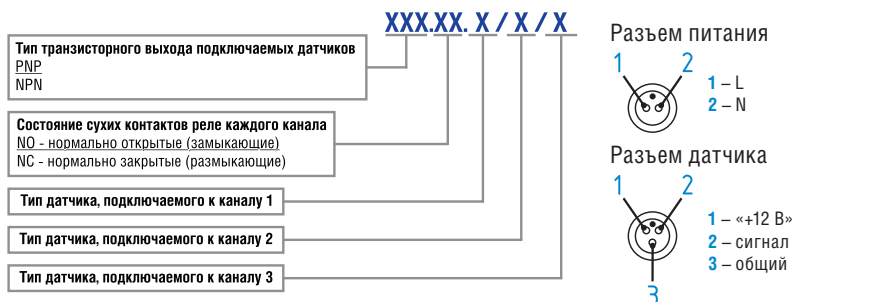 XXX.XX. X / X / X
Тип транзисторного выхода подключаемых датчиков
PNP
NPN
Состояние сухих контактов реле каждого канала
NO - нормально открытые (замыкающие)
NC - нормально закрытые (размыкающие)
Тип датчика, подключаемого к каналу 1
Тип датчика, подключаемого к каналу 2
Тип датчика, подключаемого к каналу 3
Разъем питания
1 2
1 – L
2 – N
Разъем датчика
1 2
1 – «+12 В»
2 – сигнал
3 – общий
3